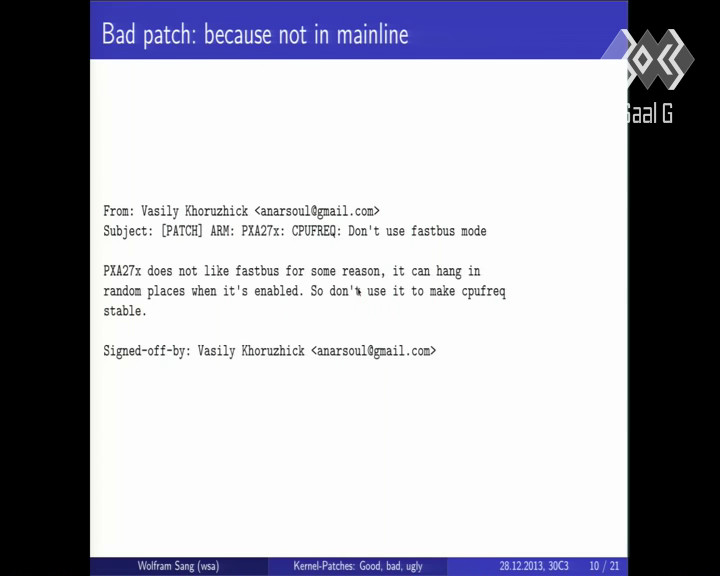 Bad patch: because not in mainline
Saal G
From: Vasily Khoruzhick <anarsoul@gmail.com>
Subject: [PATCH] ARM: PXA27x: CPUFREQ: Don't use fastbus mode
PXA27x does not like fastbus for some reason, it can hang in
random places when it's enabled. So don't use it to make cpufreq
stable.
Signed-off-by: Vasily Khoruzhick <anarsoul@gmail.com>
Wolfram Sang (wsa) Kernel-Patches: Good, bad, ugly 28.12.2013, 30C3 10 / 21